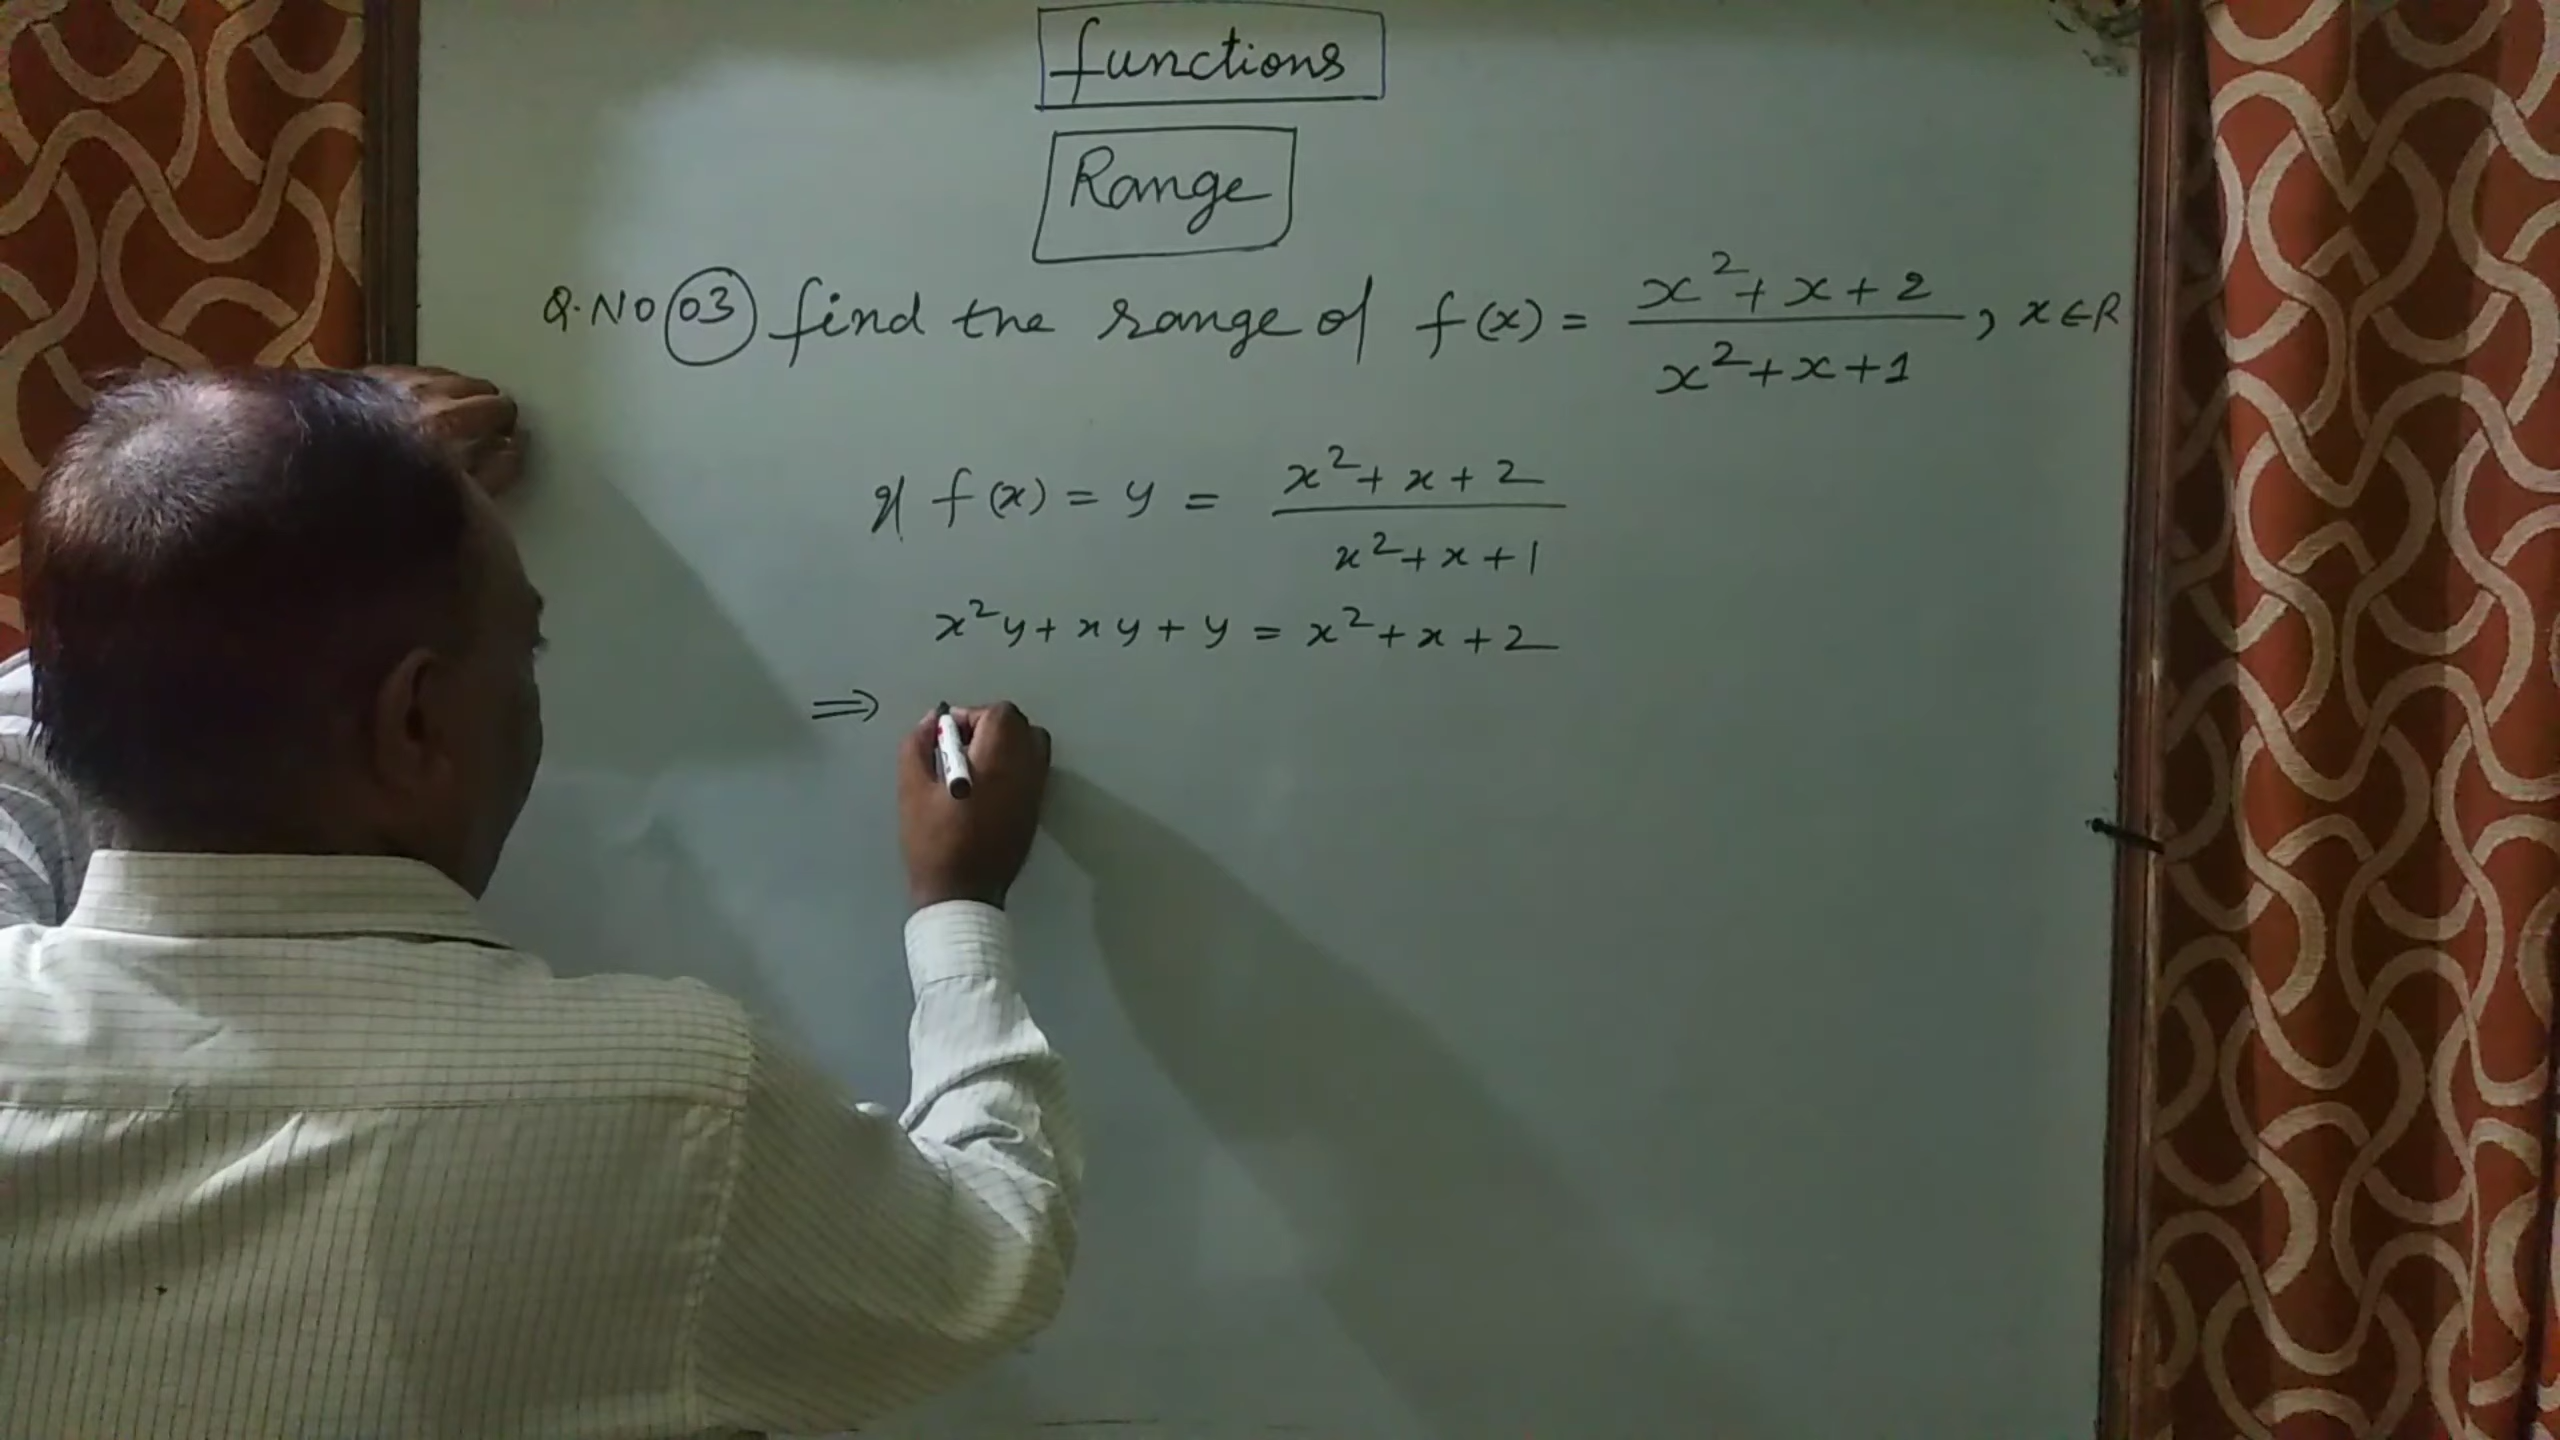 functions
Range
Q.NO 03 find the range of f(x) = x²+x+2 / x²+x+1, x∈R
If f(x) = y = x²+x+2 / x²+x+1
x²y+xy+y = x²+x+2
⇒